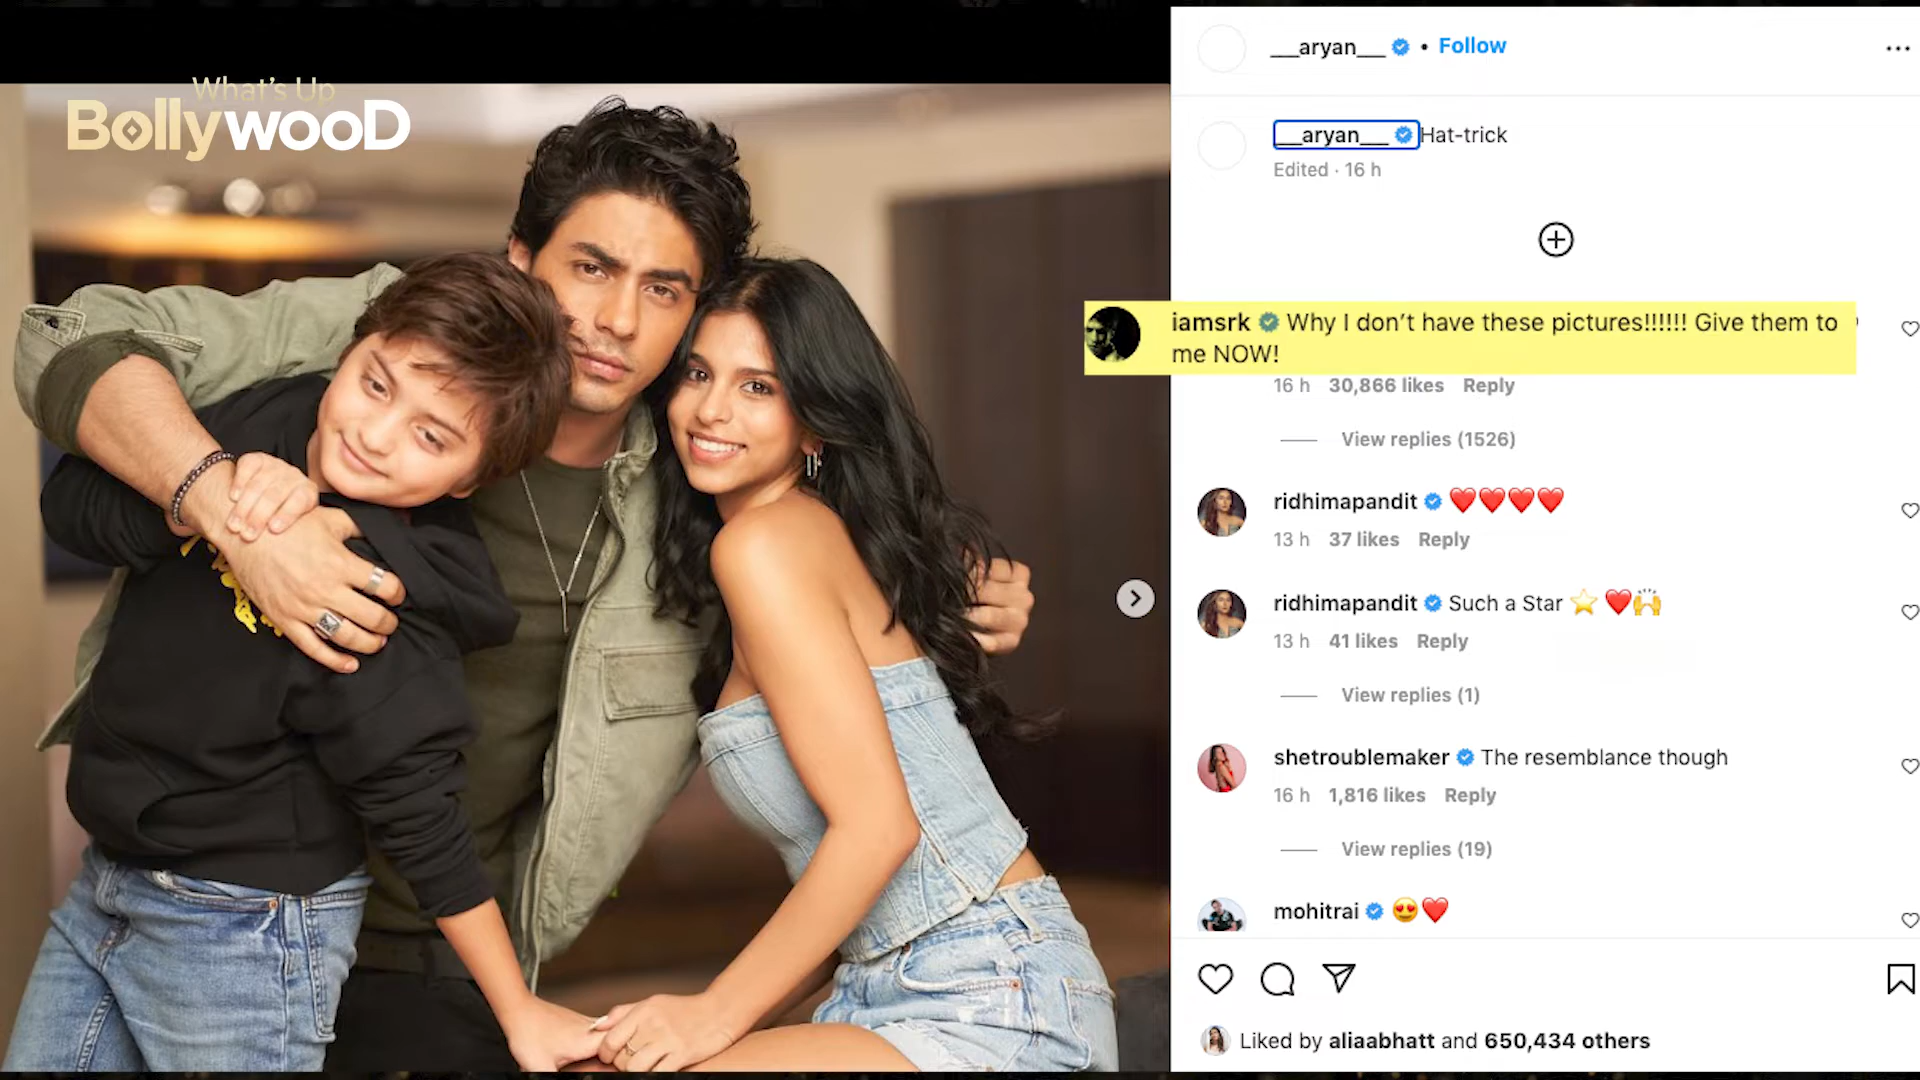 What's Up
BollywooD
___aryan___ • Follow
___aryan___ Hat-trick
Edited · 16 h
iamsrk Why I don't have these pictures!!!!!! Give them to
me NOW!
16 h 30,866 likes Reply
View replies (1526)
ridhimapandit ❤️❤️❤️❤️
13 h 37 likes Reply
ridhimapandit Such a Star ⭐ ❤️🙌
13 h 41 likes Reply
View replies (1)
shetroublemaker The resemblance though
16 h 1,816 likes Reply
View replies (19)
mohitrai 😍❤️
Liked by aliaabhatt and 650,434 others